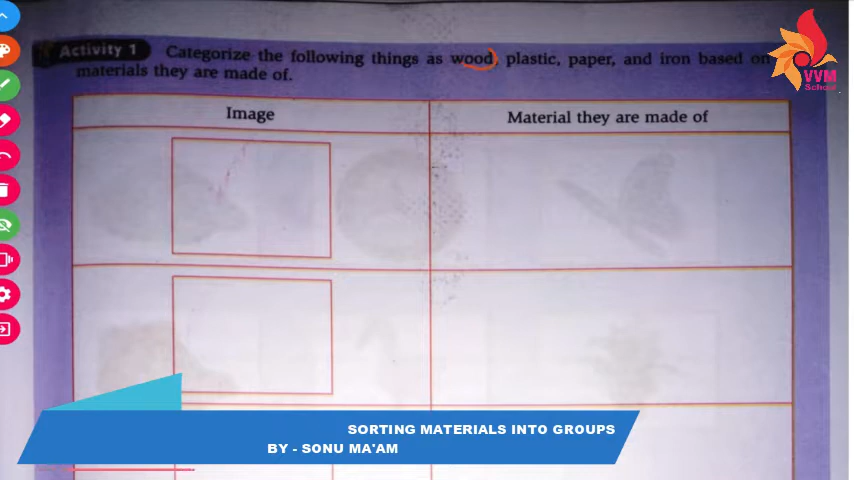 Activity 1 Categorize the following things as wood, plastic, paper, and iron based on
materials they are made of.
VVM
School
Image
Material they are made of
SORTING MATERIALS INTO GROUPS
BY - SONU MA'AM